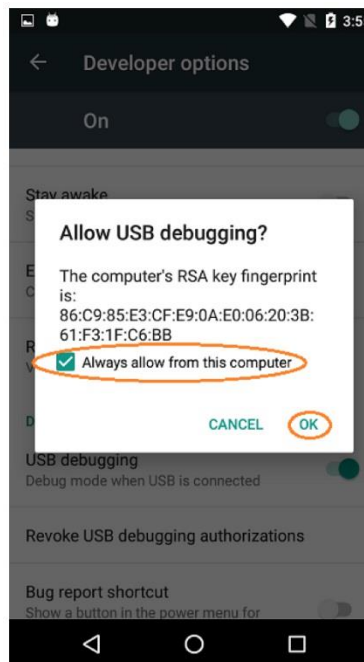 3:5
Developer options
On
Stay awake
S
Allow USB debugging?
E
The computer's RSA key fingerprint
C
is:
86:C9:85:E3:CF:E9:0A:E0:06:20:3B:
61:F3:1F:C6:BB
R
Always allow from this computer
V
D
CANCEL OK
USB debugging
Debug mode when USB is connected
Revoke USB debugging authorizations
Bug report shortcut
Show a button in the power menu for